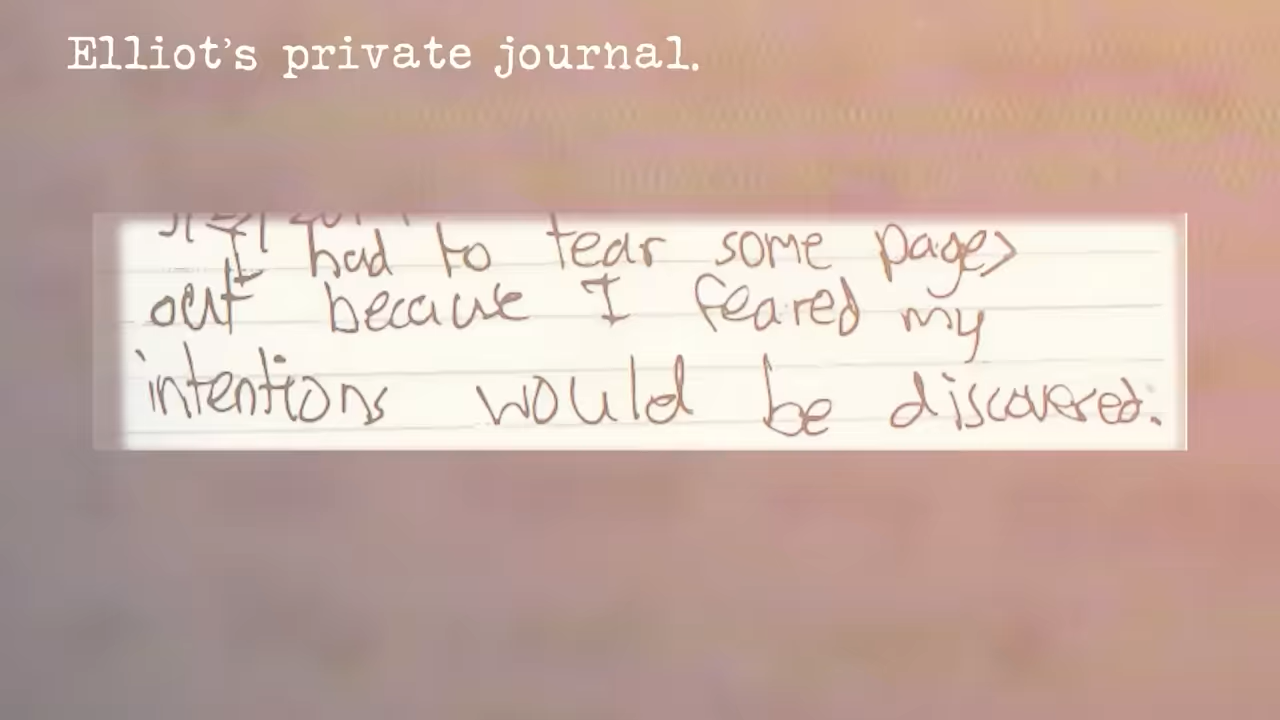 Elliot's private journal.
I had to tear some pages
out because I feared my
intentions would be discovered.